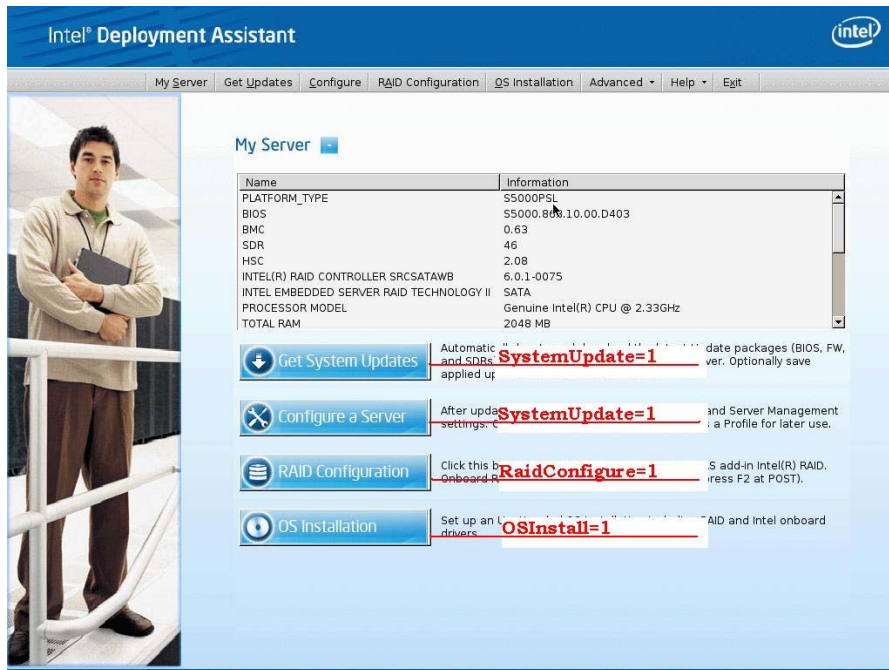 Intel® Deployment Assistant
intel
My Server Get Updates Configure RAID Configuration OS Installation Advanced Help Exit
My Server
Name Information
PLATFORM_TYPE S5000PSL
BIOS S5000.86B.10.00.D403
BMC 0.63
SDR 46
HSC 2.08
INTEL(R) RAID CONTROLLER SRCSATAWB 6.0.1-0075
INTEL EMBEDDED SERVER RAID TECHNOLOGY II SATA
PROCESSOR MODEL Genuine Intel(R) CPU @ 2.33GHz
TOTAL RAM 2048 MB
Get System Updates
Automatic date packages (BIOS, FW,
and SDRs SystemUpdate=1 ver. Optionally save
applied up
Configure a Server
After upda and Server Management
settings. SystemUpdate=1 s a Profile for later use.
RAID Configuration
Click this b S add-in Intel(R) RAID.
Onboard R RaidConfigure=1 press F2 at POST).
OS Installation
Set up an AID and Intel onboard
drivers OSInstall=1